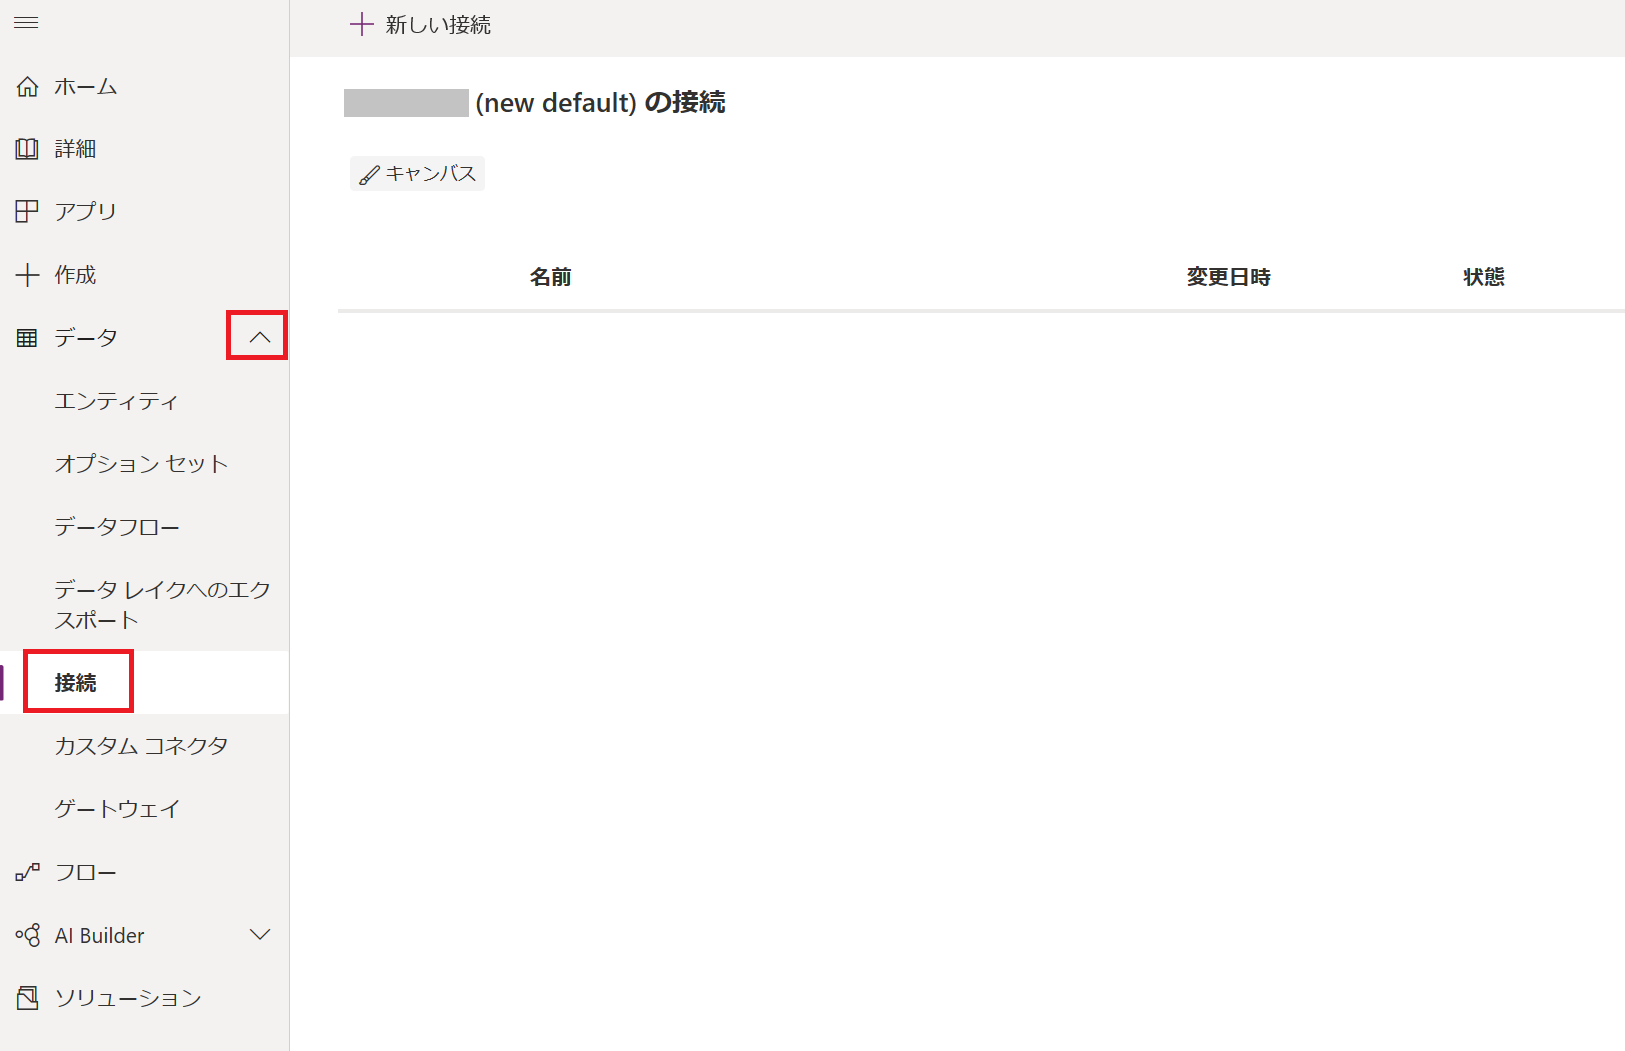 新しい接続
(new default) の接続
キャンバス
名前 変更日時 状態
ホーム
詳細
アプリ
作成
データ
エンティティ
オプション セット
データフロー
データ レイクへのエク
スポート
接続
カスタム コネクタ
ゲートウェイ
フロー
AI Builder
ソリューション